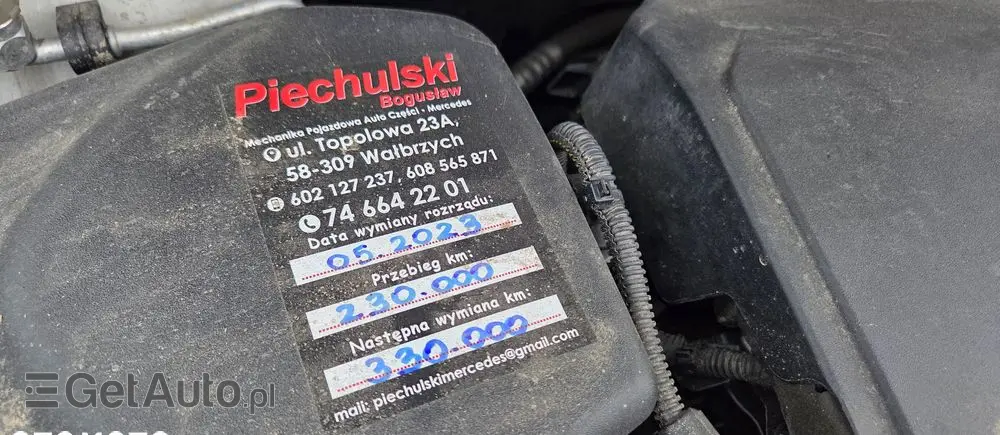 Piechulski
Bogusław
Mechanika Pojazdowa Auto Części - Mercedes
ul. Topolowa 23A,
58-309 Wałbrzych
602 127 237, 608 565 871
74 664 22 01
Data wymiany rozrządu:
05.2023
Przebieg km:
230.000
Następna wymiana km:
330.000
mail: piechulskimercedes@gmail.com
GetAuto.pl